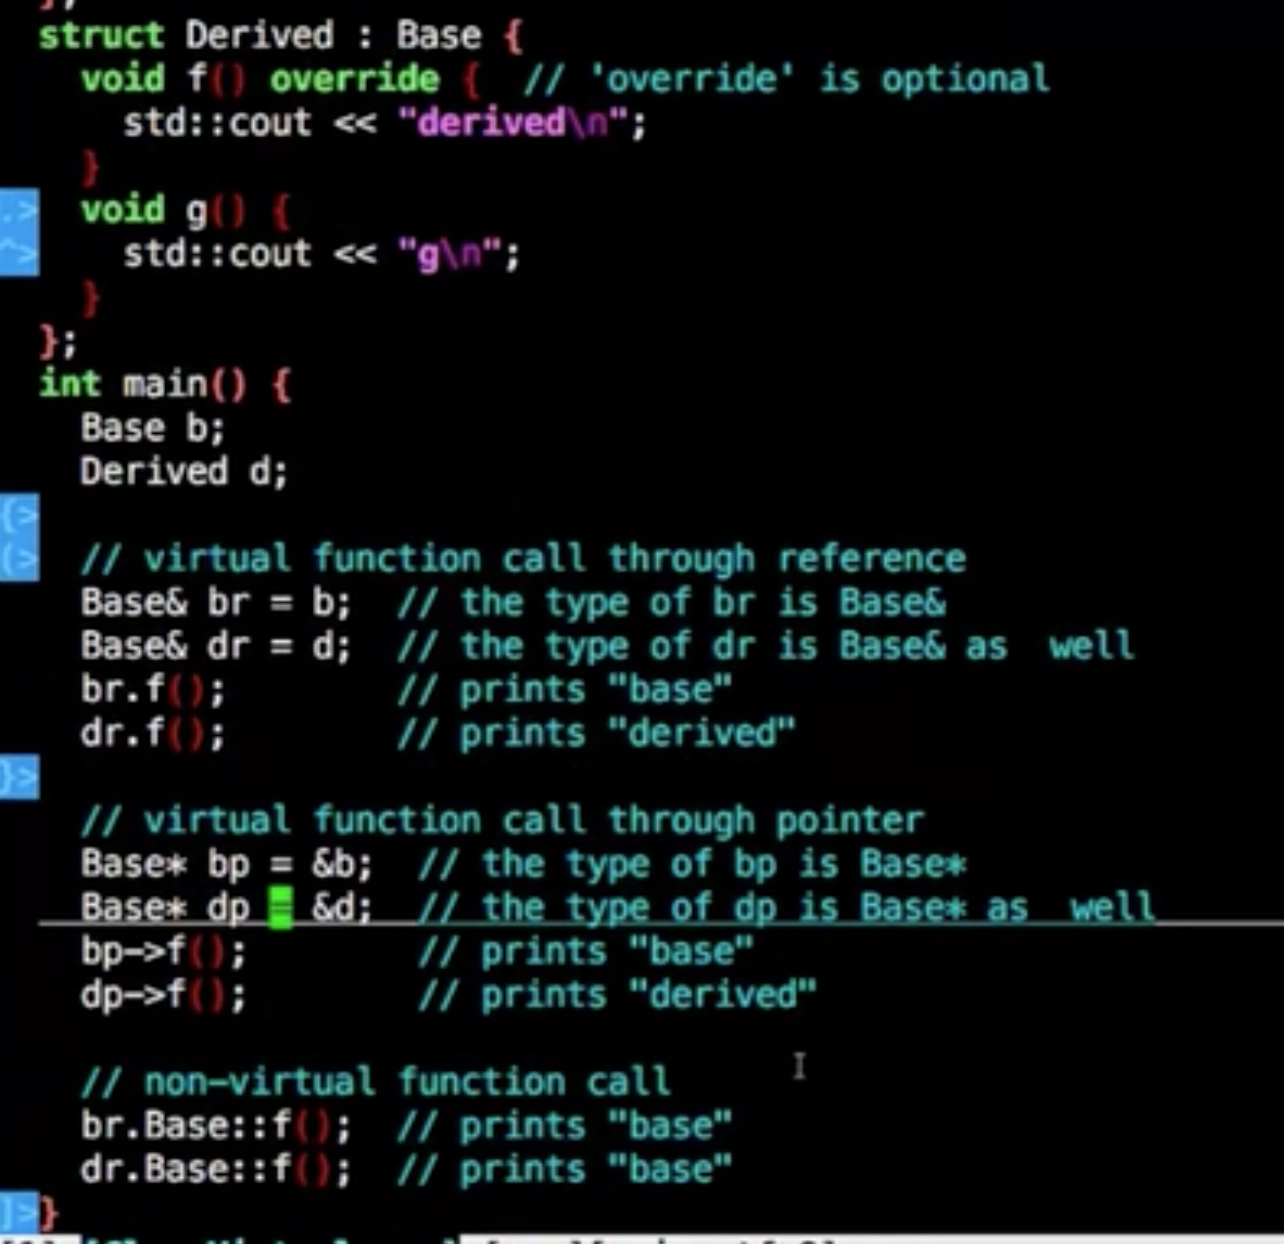 };
struct Derived : Base {
  void f() override {  // 'override' is optional
    std::cout << "derived\n";
  }
.>  void g() {
^>    std::cout << "g\n";
  }
};
int main() {
  Base b;
  Derived d;
{>
(>  // virtual function call through reference
  Base& br = b;  // the type of br is Base&
  Base& dr = d;  // the type of dr is Base& as  well
  br.f();        // prints "base"
  dr.f();        // prints "derived"
}>
  // virtual function call through pointer
  Base* bp = &b;  // the type of bp is Base*
  Base* dp = &d;  // the type of dp is Base* as  well
  bp->f();        // prints "base"
  dp->f();        // prints "derived"

  // non-virtual function call
  br.Base::f();  // prints "base"
  dr.Base::f();  // prints "base"
]>}